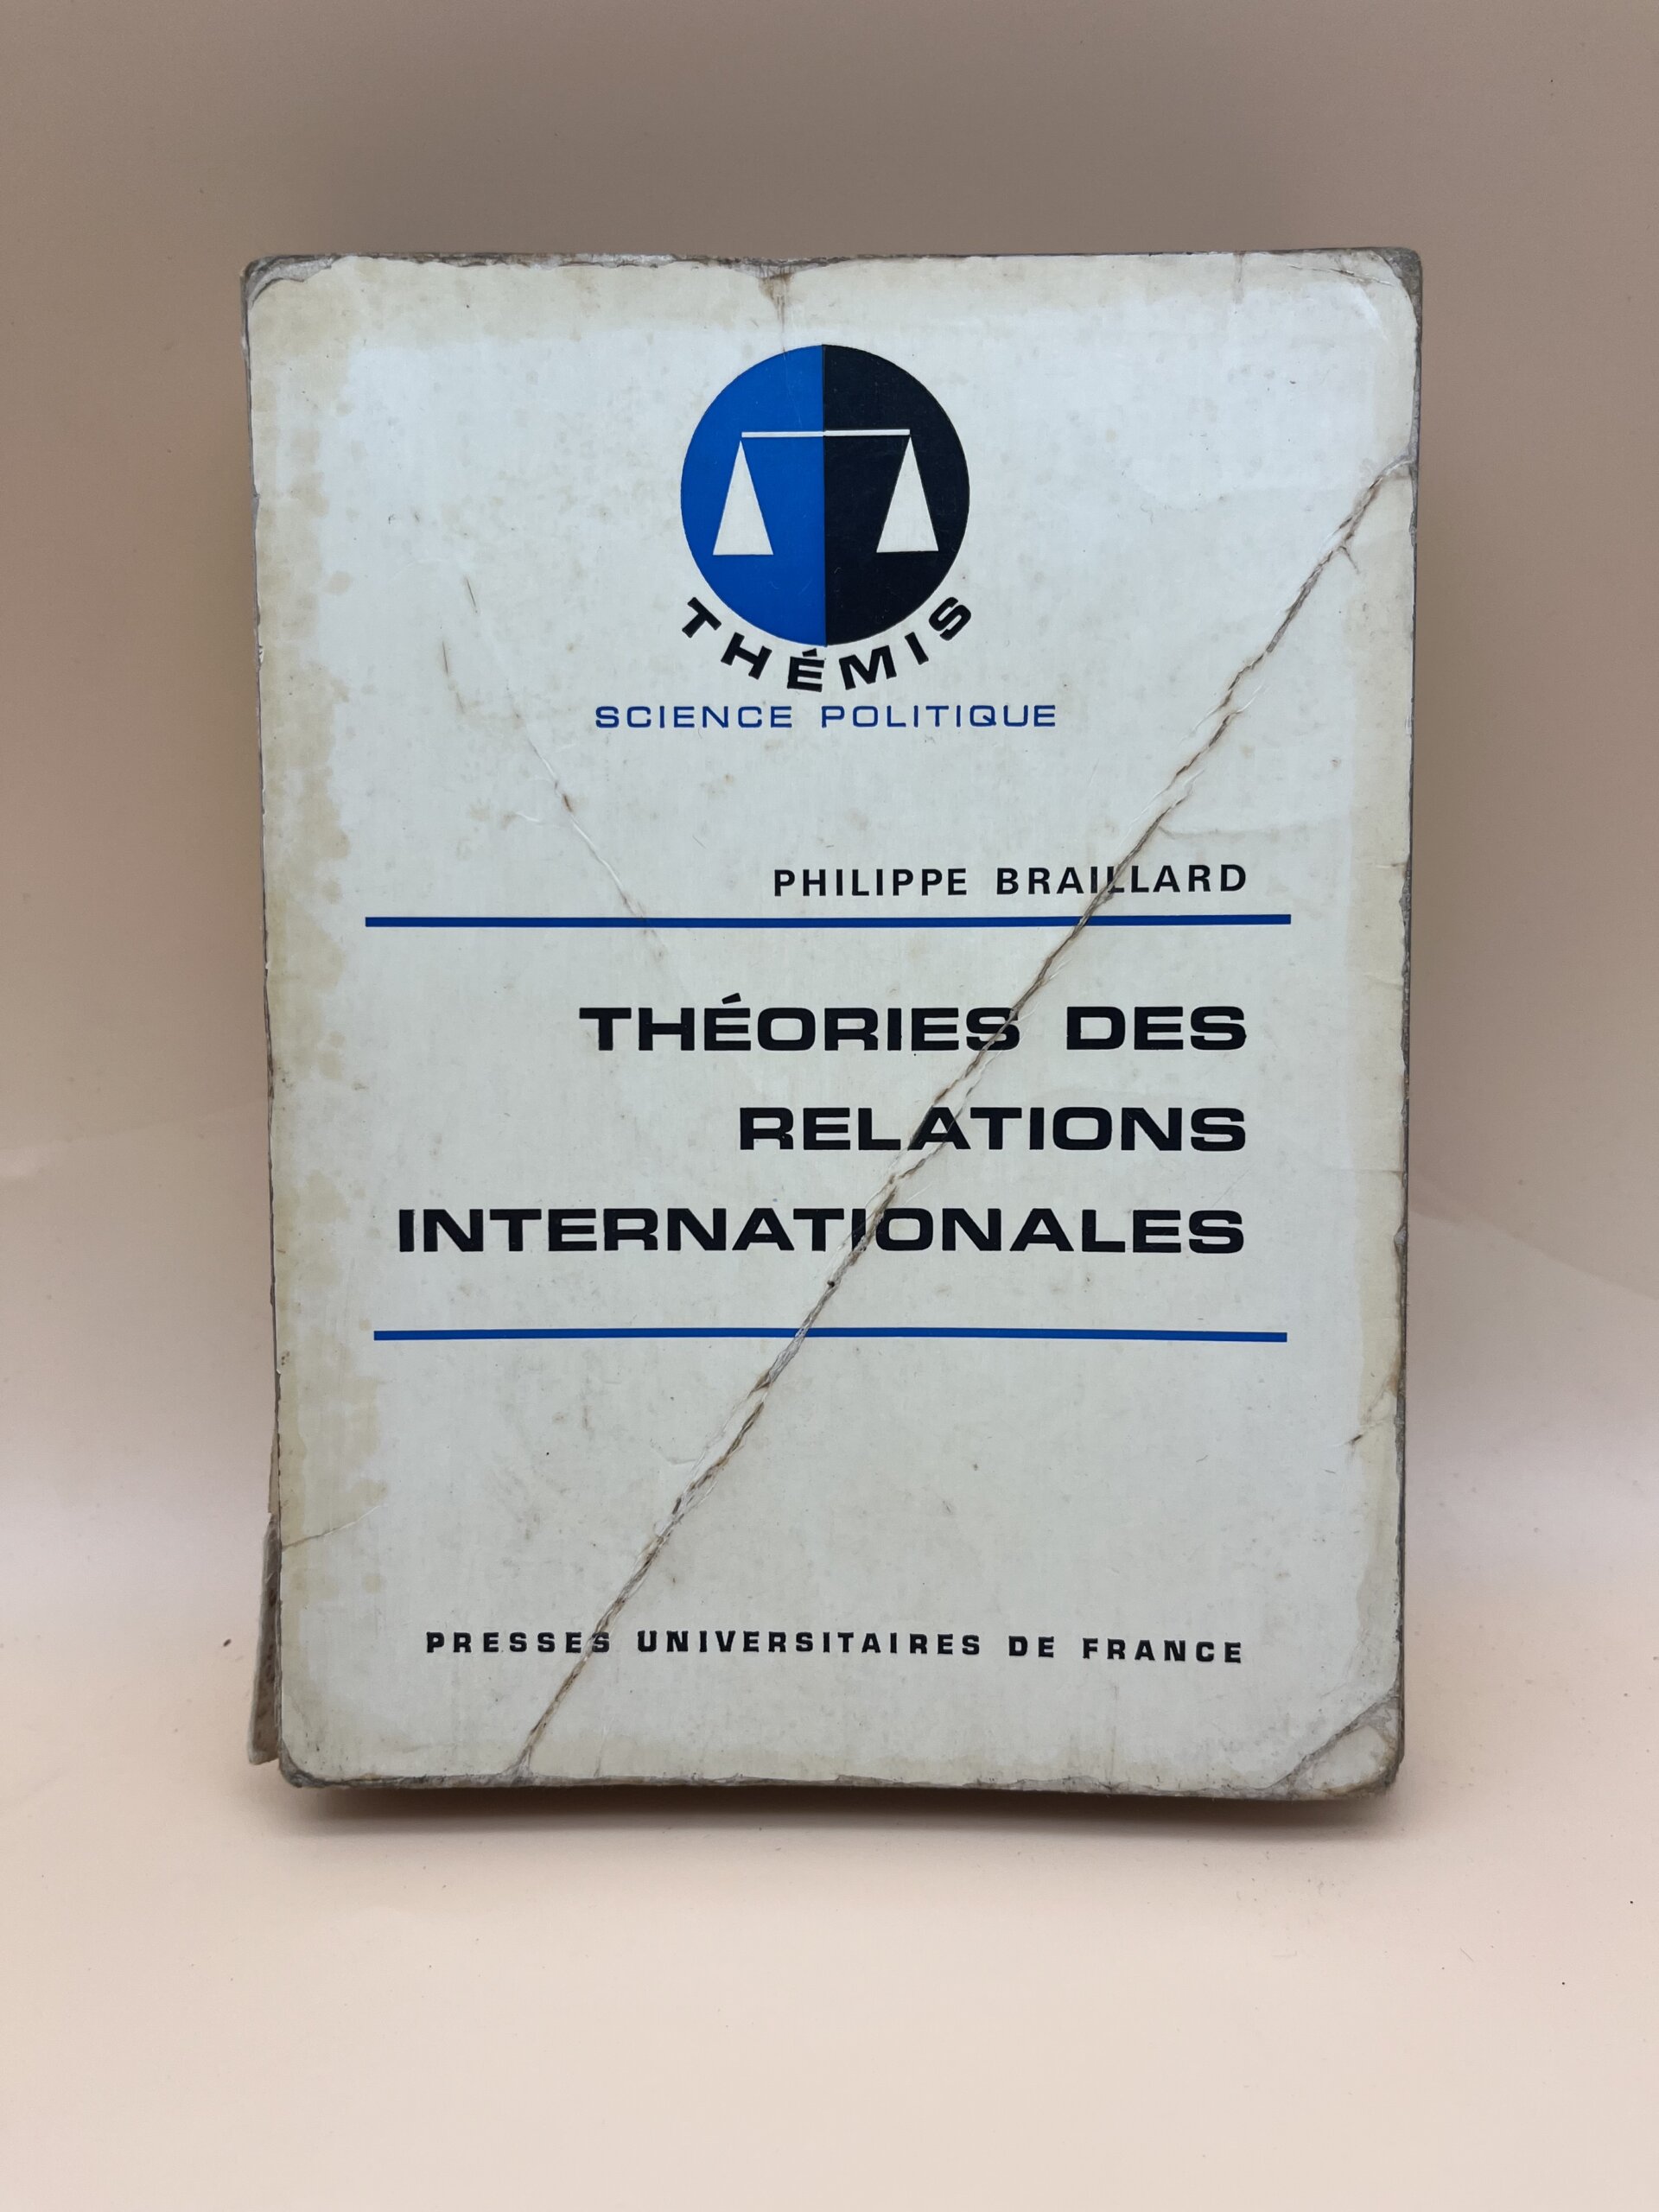 THÉMIS
SCIENCE POLITIQUE
PHILIPPE BRAILLARD
THÉORIES DES
RELATIONS
INTERNATIONALES
PRESSES UNIVERSITAIRES DE FRANCE